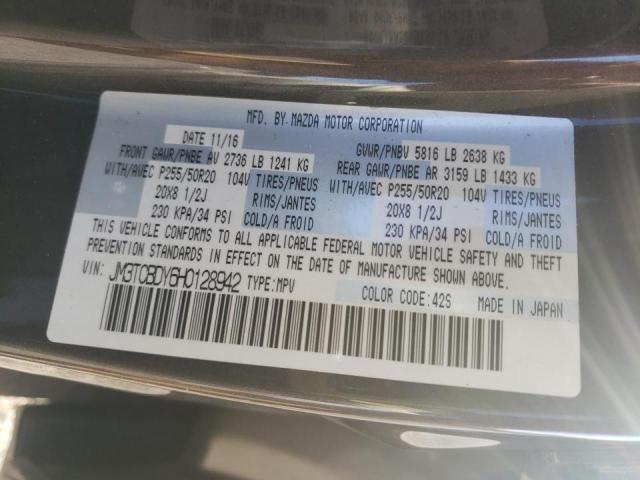 MFD. BY MAZDA MOTOR CORPORATION
DATE 11/16 GVWR/PNBV 5816 LB 2638 KG
FRONT GAWR/PNBE AV 2736 LB 1241 KG REAR GAWR/PNBE AR 3159 LB 1433 KG
WITH/AVEC P255/50R20 104V TIRES/PNEUS WITH/AVEC P255/50R20 104V TIRES/PNEUS
20X8 1/2J RIMS/JANTES 20X8 1/2J RIMS/JANTES
230 KPA/34 PSI COLD/A FROID 230 KPA/34 PSI COLD/A FROID
THIS VEHICLE CONFORMS TO ALL APPLICABLE FEDERAL MOTOR VEHICLE SAFETY AND THEFT
PREVENTION STANDARDS IN EFFECT ON THE DATE OF MANUFACTURE SHOWN ABOVE.
VIN: JM3TCBDY6H0128942 TYPE:MPV COLOR CODE:42S MADE IN JAPAN